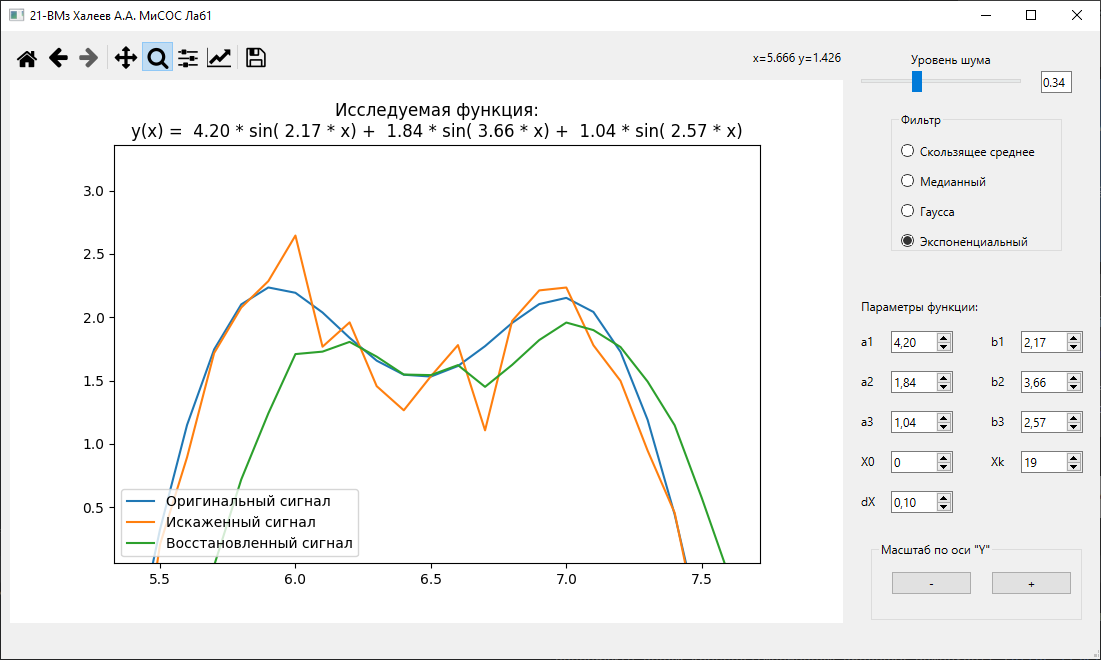 21-ВМз Халеев А.А. МиСОС Лаб1
x=5.666 y=1.426
Уровень шума
0.34
Исследуемая функция:
y(x) = 4.20 * sin( 2.17 * x) + 1.84 * sin( 3.66 * x) + 1.04 * sin( 2.57 * x)
3.0
2.5
2.0
1.5
1.0
0.5
5.5 6.0 6.5 7.0 7.5
Оригинальный сигнал
Искаженный сигнал
Восстановленный сигнал
Фильтр
Скользящее среднее
Медианный
Гаусса
Экспоненциальный
Параметры функции:
a1 4,20 b1 2,17
a2 1,84 b2 3,66
a3 1,04 b3 2,57
X0 0 Xk 19
dX 0,10
Масштаб по оси "Y"
- +